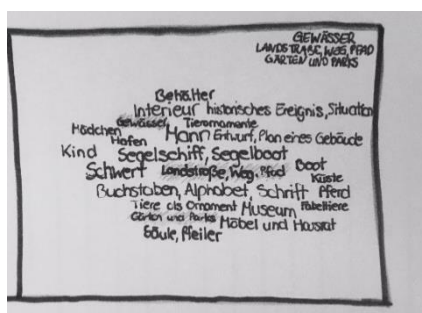 GEWÄSSER
LANDSTRAßE, WEG, PFAD
GÄRTEN UND PARKS
Behälter
Interieur historisches Ereignis, Situation
Gewässer Tierornamente
Mädchen Hafen Mann Entwurf, Plan eines Gebäude
Kind Segelschiff, Segelboot Boot
Schwert Landstraße, Weg, Pfad Küste
Buchstaben, Alphabet, Schrift Pferd
Tiere als Ornament Museum Fabeltiere
Gärten und Parks Möbel und Hausrat
Säule, Pfeiler